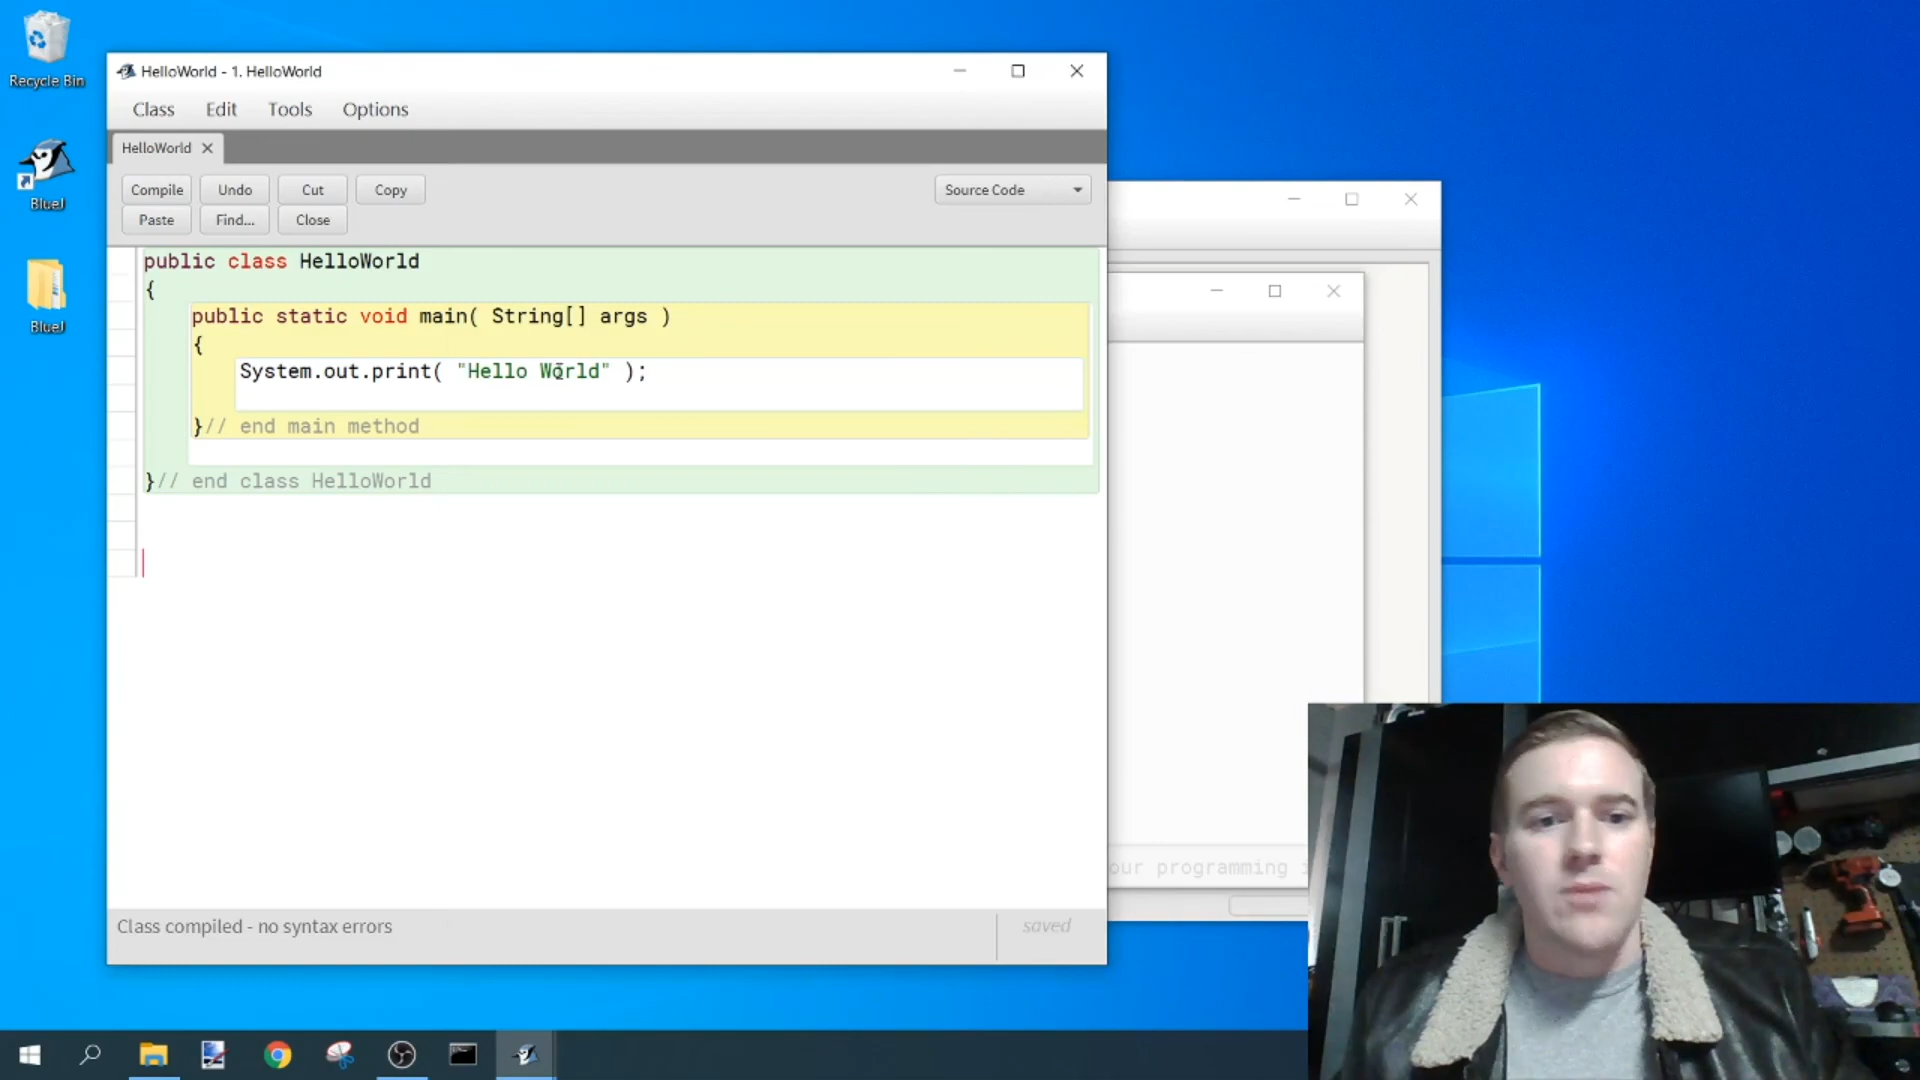 Recycle Bin
BlueJ
BlueJ
HelloWorld - 1. HelloWorld
Class Edit Tools Options
HelloWorld
Compile Undo Cut Copy
Source Code
Paste Find... Close
public class HelloWorld
{
public static void main( String[] args )
{
System.out.print( "Hello World" );
}// end main method
}// end class HelloWorld
our programming
Class compiled - no syntax errors
saved